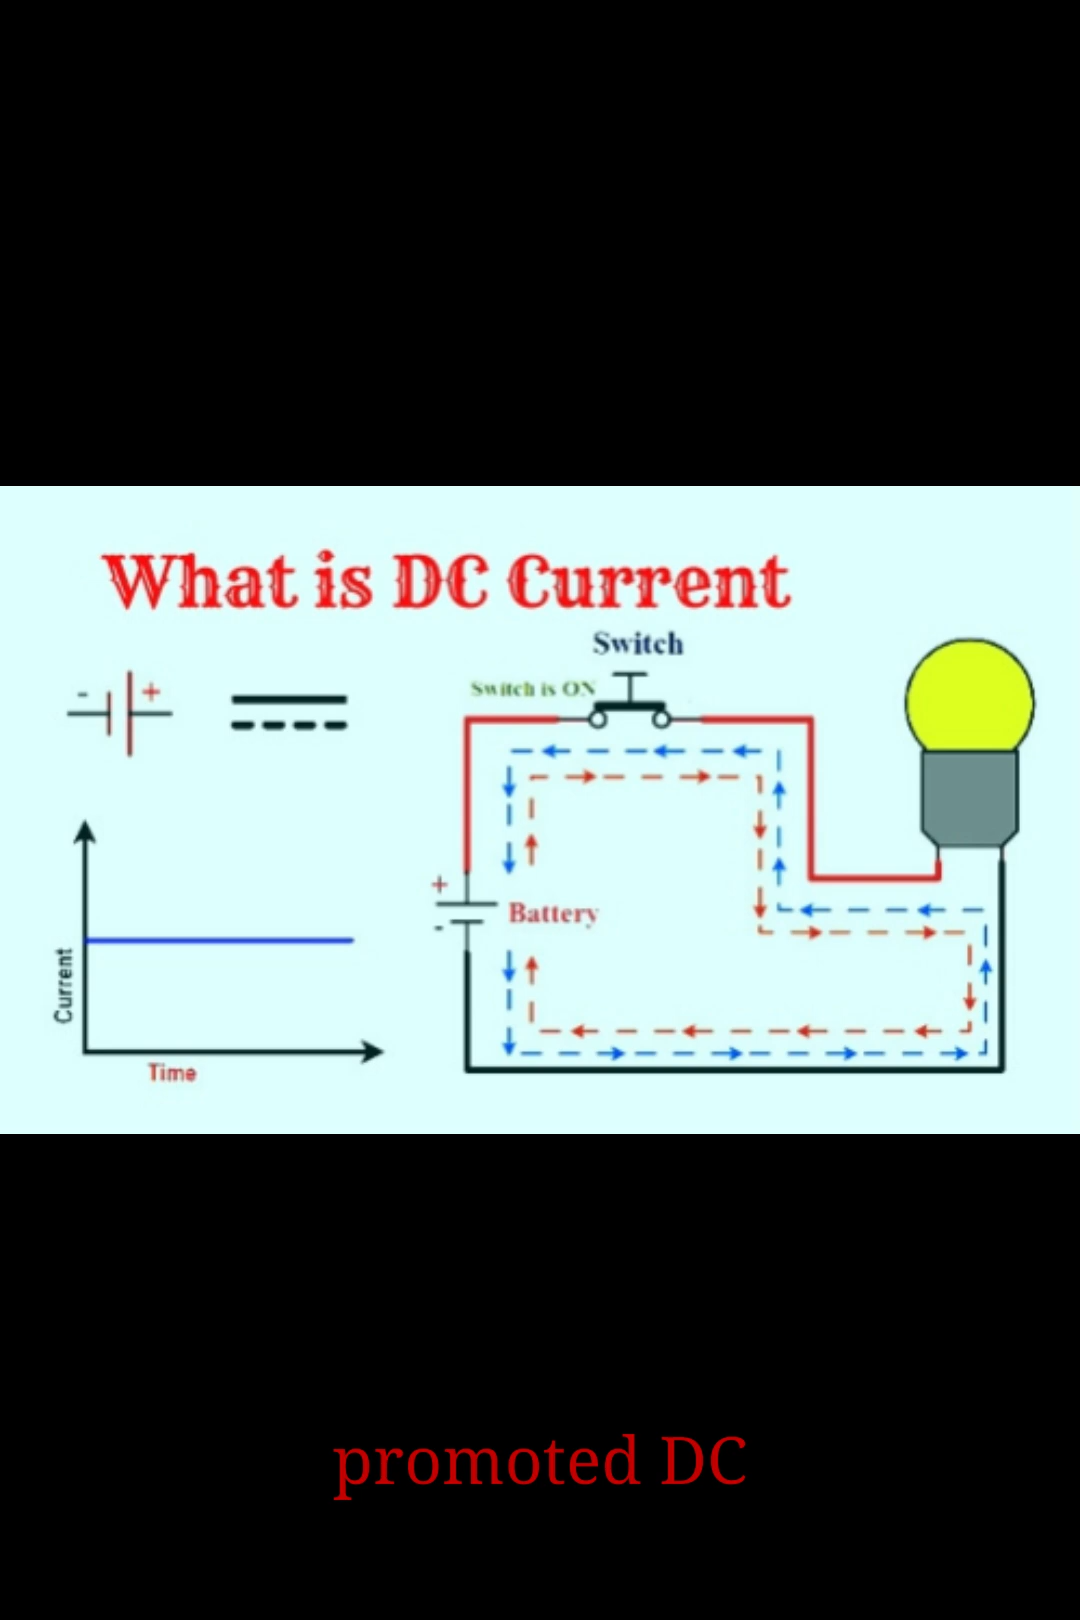 What is DC Current
Switch
Switch is ON
- +
+
Battery
-
Current
Time
promoted DC